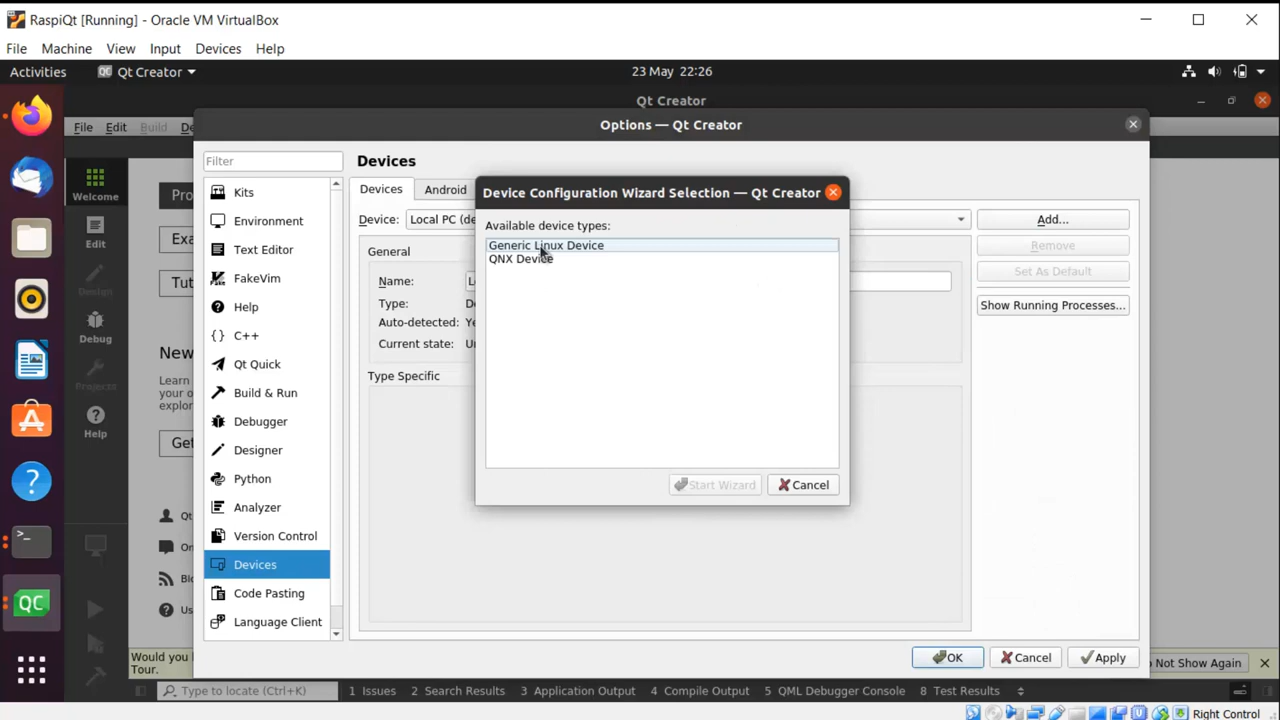 RaspiQt [Running] - Oracle VM VirtualBox
File Machine View Input Devices Help
Activities Qt Creator 23 May 22:26
Qt Creator
File Edit Build
Options — Qt Creator
Filter
Devices
Kits
Environment
Text Editor
FakeVim
Help
C++
Qt Quick
Build & Run
Debugger
Designer
Python
Analyzer
Version Control
Devices
Code Pasting
Language Client
Welcome
Edit
Design
Debug
Projects
Help
New
Learn
your o
explor
Devices Android
Device: Local PC (de
General
Name:
Type:
Auto-detected:
Current state:
Type Specific
Add...
Remove
Set As Default
Show Running Processes...
Device Configuration Wizard Selection — Qt Creator
Available device types:
Generic Linux Device
QNX Device
Start Wizard Cancel
OK Cancel Apply
Would you
Tour.
o Not Show Again
Type to locate (Ctrl+K) 1 Issues 2 Search Results 3 Application Output 4 Compile Output 5 QML Debugger Console 8 Test Results
Right Control